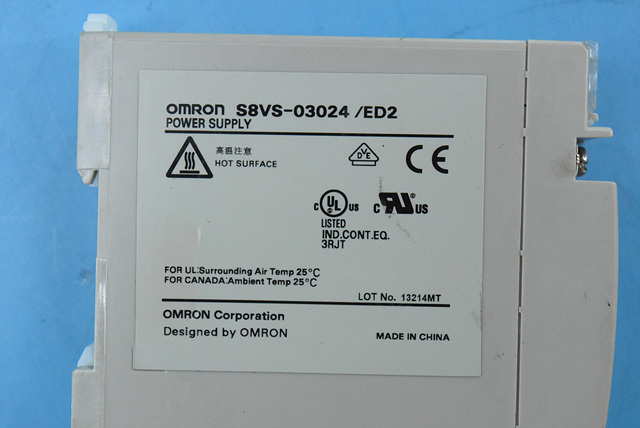 OMRON S8VS-03024 /ED2
POWER SUPPLY
高温注意
HOT SURFACE
DVE
CE
C UL US
LISTED
IND.CONT.EQ.
3RJT
C RU US
FOR UL:Surrounding Air Temp 25°C
FOR CANADA:Ambient Temp 25°C
LOT No. 13214MT
OMRON Corporation
Designed by OMRON
MADE IN CHINA